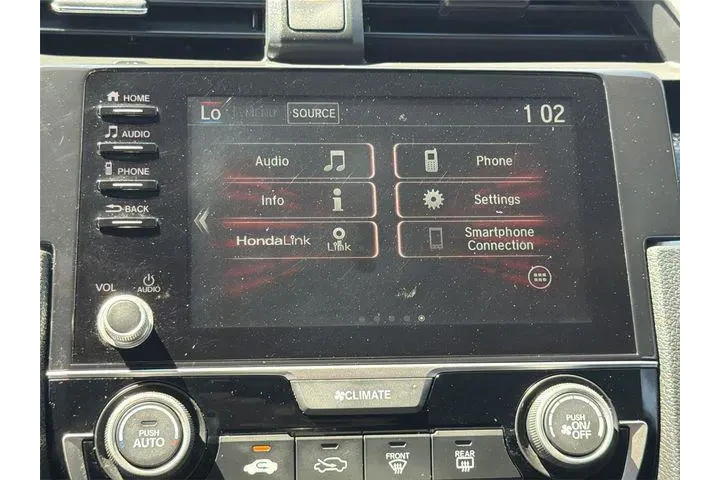 HOME
AUDIO
PHONE
BACK
VOL
AUDIO
Lo MENU SOURCE 1 02
Audio
Phone
Info
Settings
HondaLink
Link
Smartphone
Connection
CLIMATE
PUSH
AUTO
FRONT
REAR
PUSH
ON/
OFF